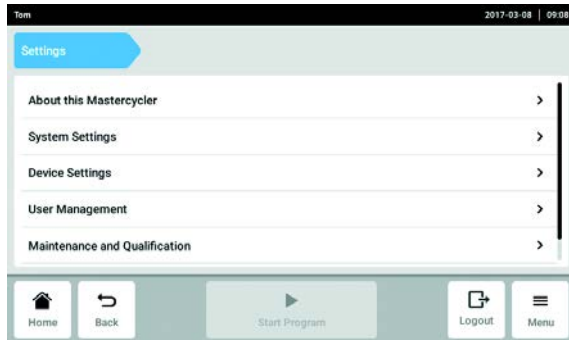 Tom 2017-03-08 | 09:08
Settings
About this Mastercycler
System Settings
Device Settings
User Management
Maintenance and Qualification
Home Back Start Program Logout Menu